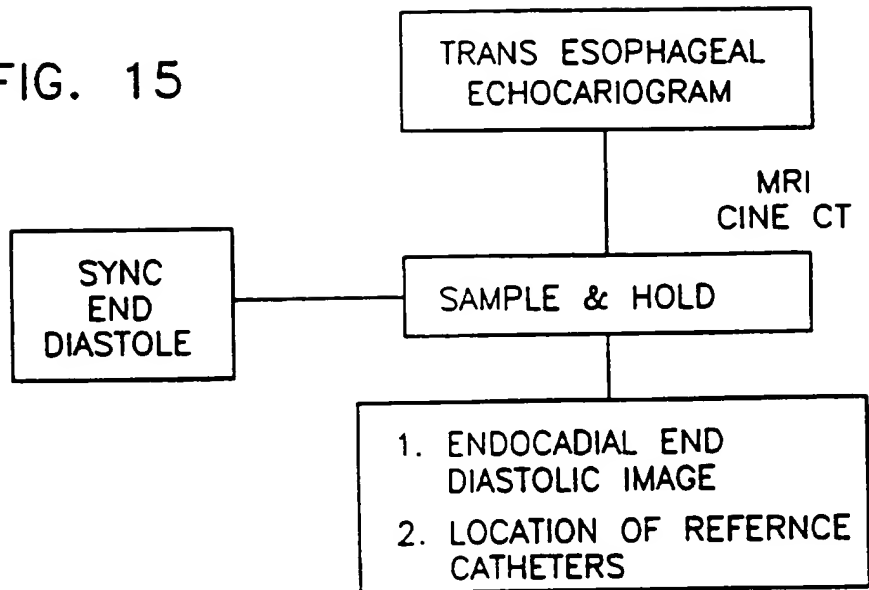 FIG. 15
TRANS ESOPHAGEAL
ECHOCARIOGRAM
MRI
CINE CT
SYNC
END
DIASTOLE
SAMPLE & HOLD
1. ENDOCADIAL END
DIASTOLIC IMAGE
2. LOCATION OF REFERNCE
CATHETERS